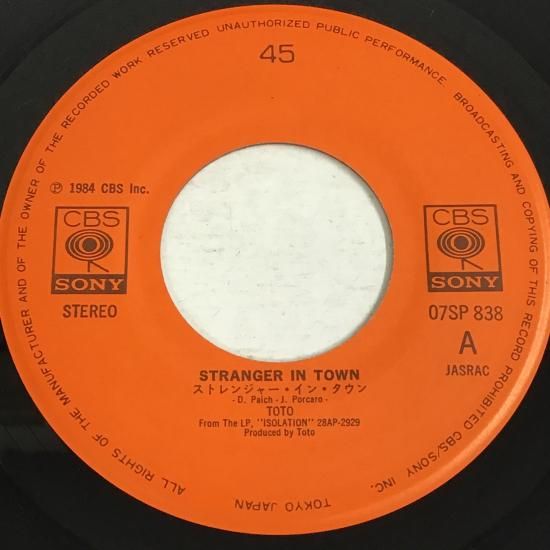 ALL RIGHTS OF THE MANUFACTURER AND OF THE OWNER OF THE RECORDED WORK RESERVED UNAUTHORIZED PUBLIC PERFORMANCE. BROADCASTING AND COPYING OF THIS RECORD PROHIBITED CBS/SONY INC.
TOKYO JAPAN
45
℗ 1984 CBS Inc.
CBS
SONY
STEREO
CBS
SONY
07SP 838
A
JASRAC
STRANGER IN TOWN
ストレンジャー・イン・タウン
- D. Paich - J. Porcaro -
TOTO
From The LP, "ISOLATION" 28AP-2929
Produced by Toto